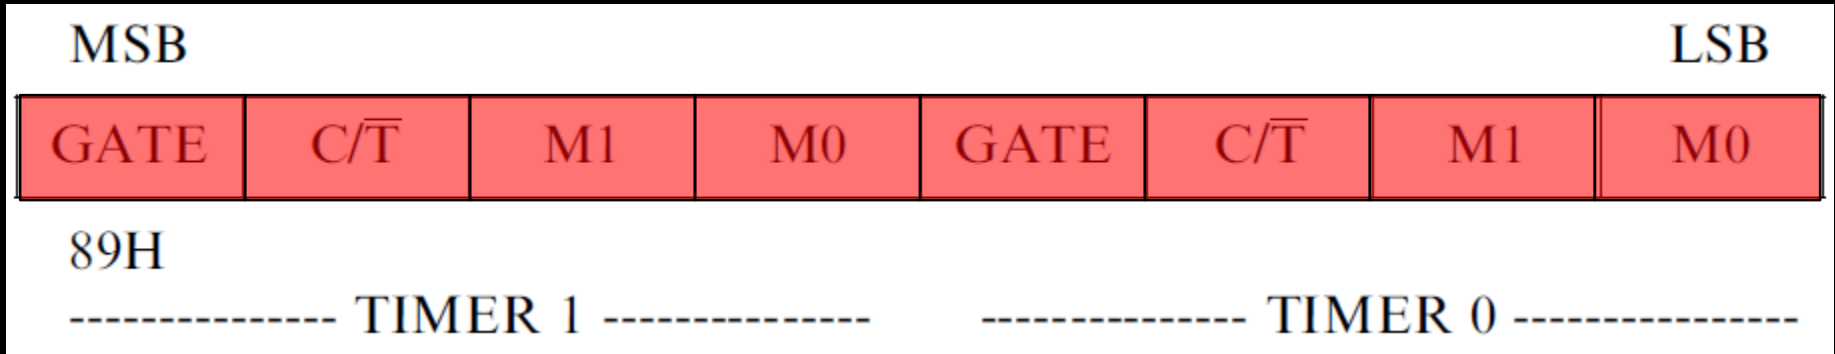 MSB LSB
GATE C/T̅ M1 M0 GATE C/T̅ M1 M0
89H
--------------- TIMER 1 --------------- --------------- TIMER 0 ----------------